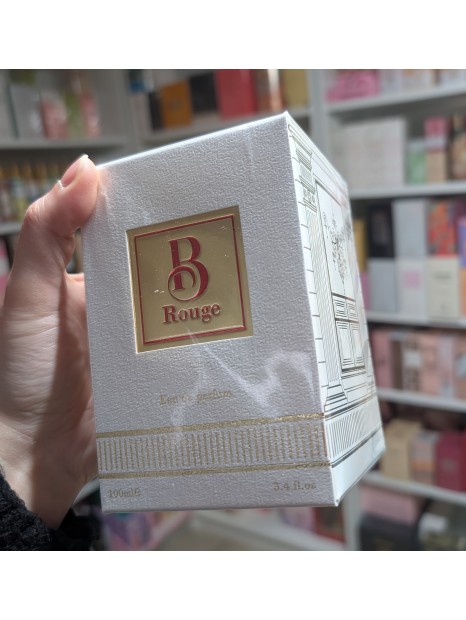 B
Rouge
Eau de parfum
100ml℮
3.4 fl.oz